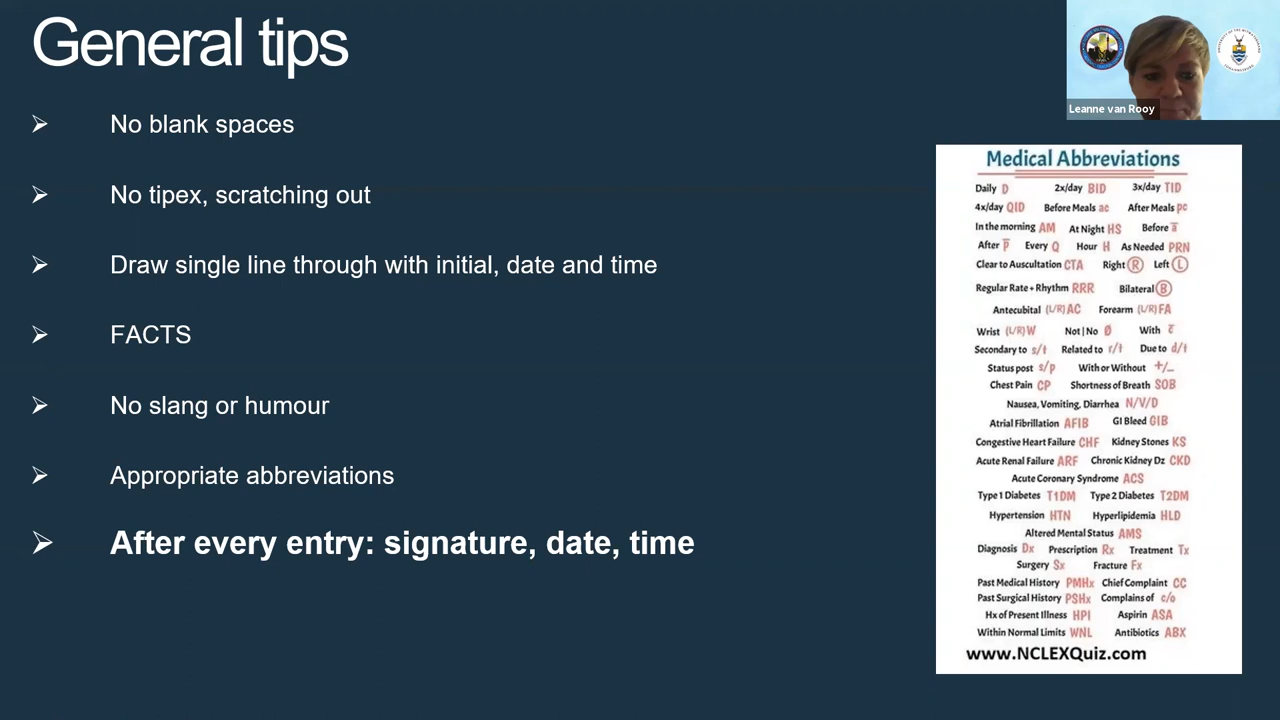 General tips
Leanne van Rooy
No blank spaces
No tipex, scratching out
Draw single line through with initial, date and time
FACTS
No slang or humour
Appropriate abbreviations
After every entry: signature, date, time
Medical Abbreviations
Daily D 2x/day BID 3x/day TID
4x/day QID Before Meals ac After Meals pc
In the morning AM At Night HS Before a̅
After p̅ Every Q Hour H As Needed PRN
Clear to Auscultation CTA Right Ⓡ Left Ⓛ
Regular Rate + Rhythm RRR Bilateral Ⓑ
Antecubital (L/R) AC Forearm (L/R) FA
Wrist (L/R) W Not | No Ø With c̅
Secondary to s/t Related to r/t Due to d/t
Status post s/p With or Without +/_
Chest Pain CP Shortness of Breath SOB
Nausea, Vomiting, Diarrhea N/V/D
Atrial Fibrillation AFIB GI Bleed GIB
Congestive Heart Failure CHF Kidney Stones KS
Acute Renal Failure ARF Chronic Kidney Dz CKD
Acute Coronary Syndrome ACS
Type 1 Diabetes T1DM Type 2 Diabetes T2DM
Hypertension HTN Hyperlipidemia HLD
Altered Mental Status AMS
Diagnosis Dx Prescription Rx Treatment Tx
Surgery Sx Fracture Fx
Past Medical History PMHx Chief Complaint CC
Past Surgical History PSHx Complains of c/o
Hx of Present Illness HPI Aspirin ASA
Within Normal Limits WNL Antibiotics ABX
www.NCLEXQuiz.com